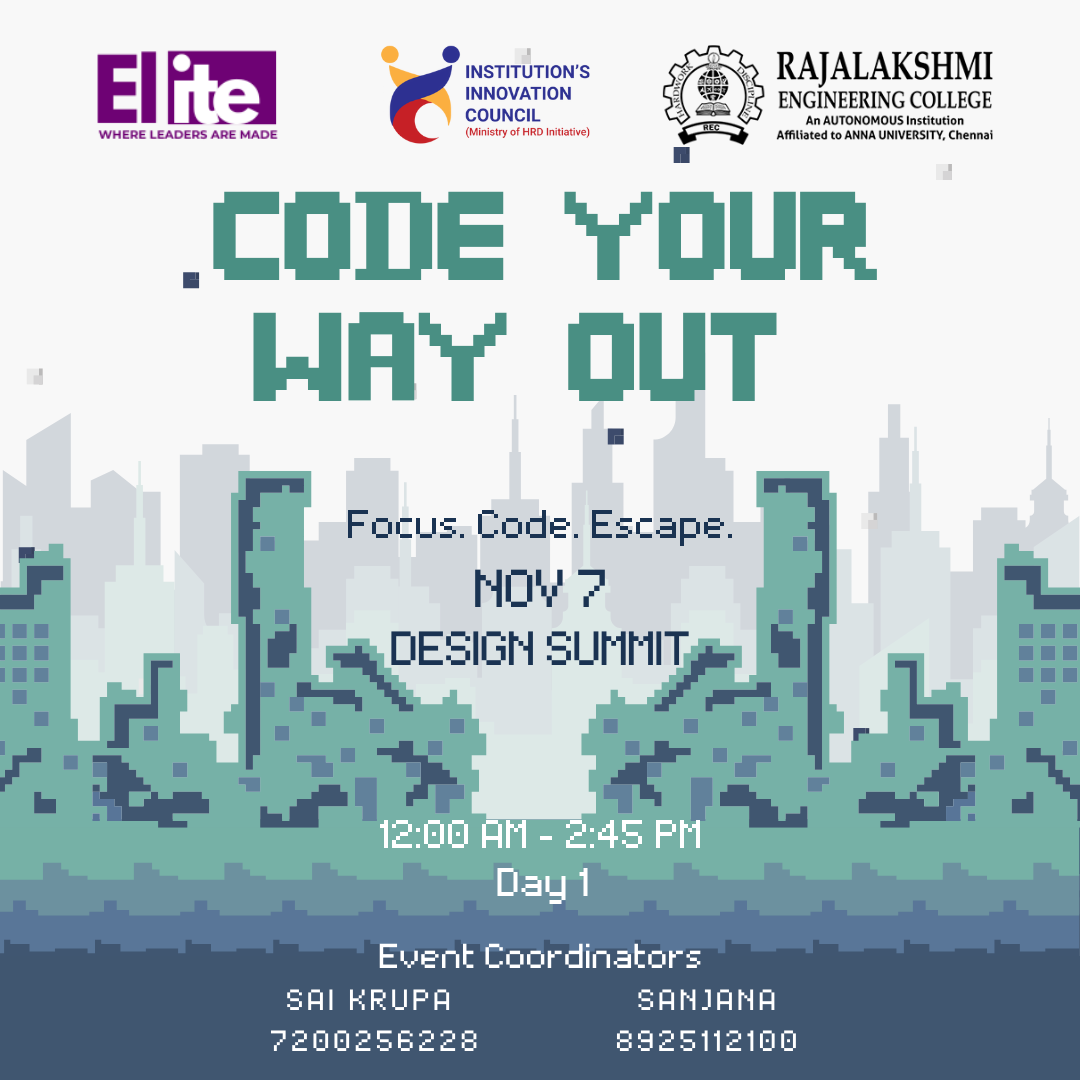 Elite
WHERE LEADERS ARE MADE
INSTITUTION'S
INNOVATION
COUNCIL
(Ministry of HRD Initiative)
HARDWORK
DISCIPLINE
REC
RAJALAKSHMI
ENGINEERING COLLEGE
An AUTONOMOUS Institution
Affiliated to ANNA UNIVERSITY, Chennai
CODE YOUR
WAY OUT
Focus. Code. Escape.
NOV 7
DESIGN SUMMIT
12:00 AM - 2:45 PM
Day 1
Event Coordinators
SAI KRUPA
SANJANA
7200256228
8925112100